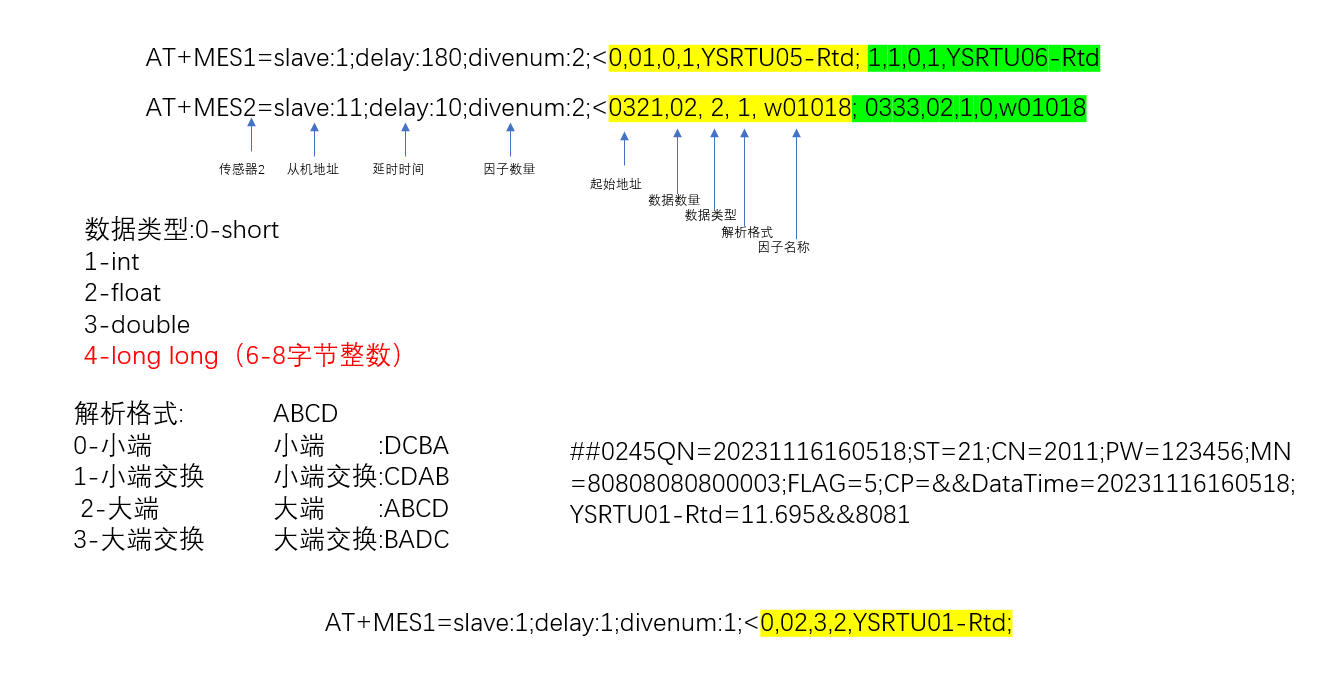 AT+MES1=slave:1;delay:180;divenum:2;<0,01,0,1,YSRTU05-Rtd; 1,1,0,1,YSRTU06-Rtd
AT+MES2=slave:11;delay:10;divenum:2;<0321,02, 2, 1, w01018; 0333,02,1,0,w01018
传感器2 从机地址 延时时间 因子数量
起始地址
数据数量
数据类型
解析格式
因子名称
数据类型:0-short
1-int
2-float
3-double
4-long long（6-8字节整数）
解析格式: ABCD
0-小端 小端 :DCBA
1-小端交换 小端交换:CDAB
2-大端 大端 :ABCD
3-大端交换 大端交换:BADC
##0245QN=20231116160518;ST=21;CN=2011;PW=123456;MN
=80808080800003;FLAG=5;CP=&&DataTime=20231116160518;
YSRTU01-Rtd=11.695&&8081
AT+MES1=slave:1;delay:1;divenum:1;<0,02,3,2,YSRTU01-Rtd;